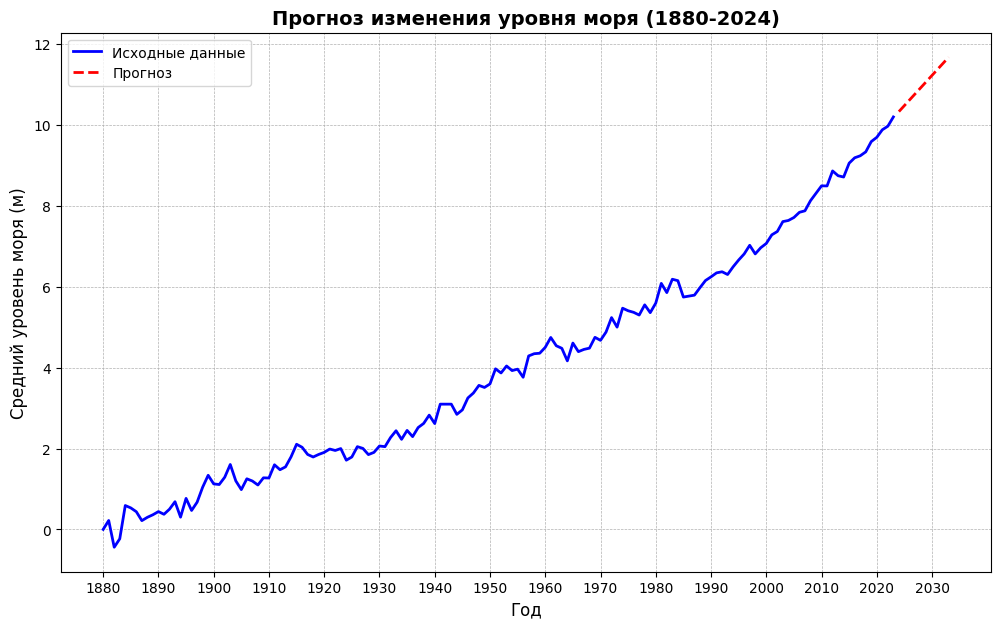 Прогноз изменения уровня моря (1880-2024)
Исходные данные
Прогноз
Средний уровень моря (м)
12
10
8
6
4
2
0
1880 1890 1900 1910 1920 1930 1940 1950 1960 1970 1980 1990 2000 2010 2020 2030
Год